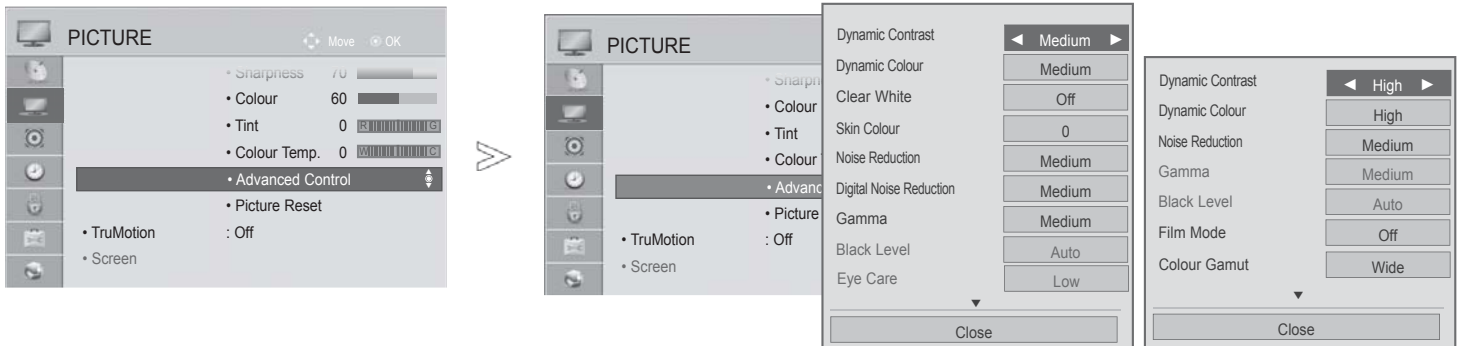 PICTURE
Move OK
• Sharpness 70
• Colour 60
• Tint 0 R G
• Colour Temp. 0 W C
• Advanced Control
• Picture Reset
• TruMotion : Off
• Screen
PICTURE
• Sharpn
• Colour
• Tint
• Colour
• Advanc
• Picture
• TruMotion : Off
• Screen
Dynamic Contrast ◄ Medium ►
Dynamic Colour Medium
Clear White Off
Skin Colour 0
Noise Reduction Medium
Digital Noise Reduction Medium
Gamma Medium
Black Level Auto
Eye Care Low
▼
Close
Dynamic Contrast ◄ High ►
Dynamic Colour High
Noise Reduction Medium
Gamma Medium
Black Level Auto
Film Mode Off
Colour Gamut Wide
▼
Close